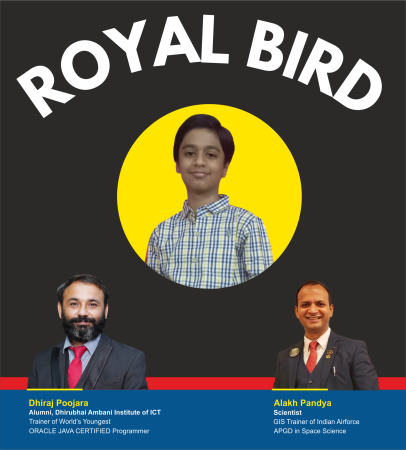 ROYAL BIRD
Dhiraj Poojara
Alumni, Dhirubhai Ambani Institute of ICT
Trainer of World's Youngest
ORACLE JAVA CERTIFIED Programmer
Alakh Pandya
Scientist
GIS Trainer of Indian Airforce
APGD in Space Science